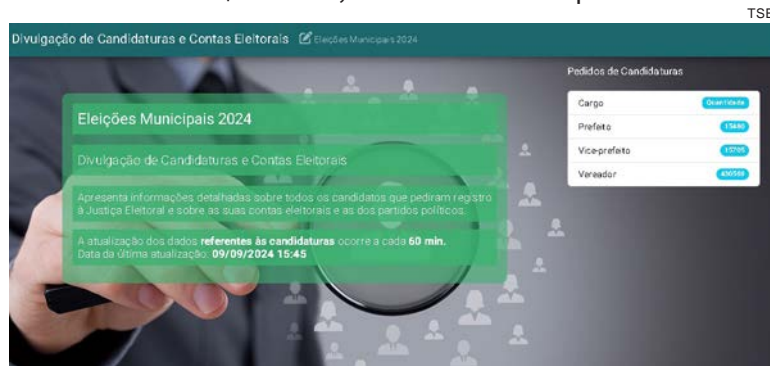 TSE
Divulgação de Candidaturas e Contas Eleitorais Eleições Municipais 2024
Pedidos de Candidaturas
Cargo Quantidade
Prefeito
Vice-prefeito
Vereador
Eleições Municipais 2024
Divulgação de Candidaturas e Contas Eleitorais
Apresenta informações detalhadas sobre todos os candidatos que pediram registro
à Justiça Eleitoral e sobre as suas contas eleitorais e as dos partidos políticos.
A atualização dos dados referentes às candidaturas ocorre a cada 60 min.
Data da última atualização: 09/09/2024 15:45